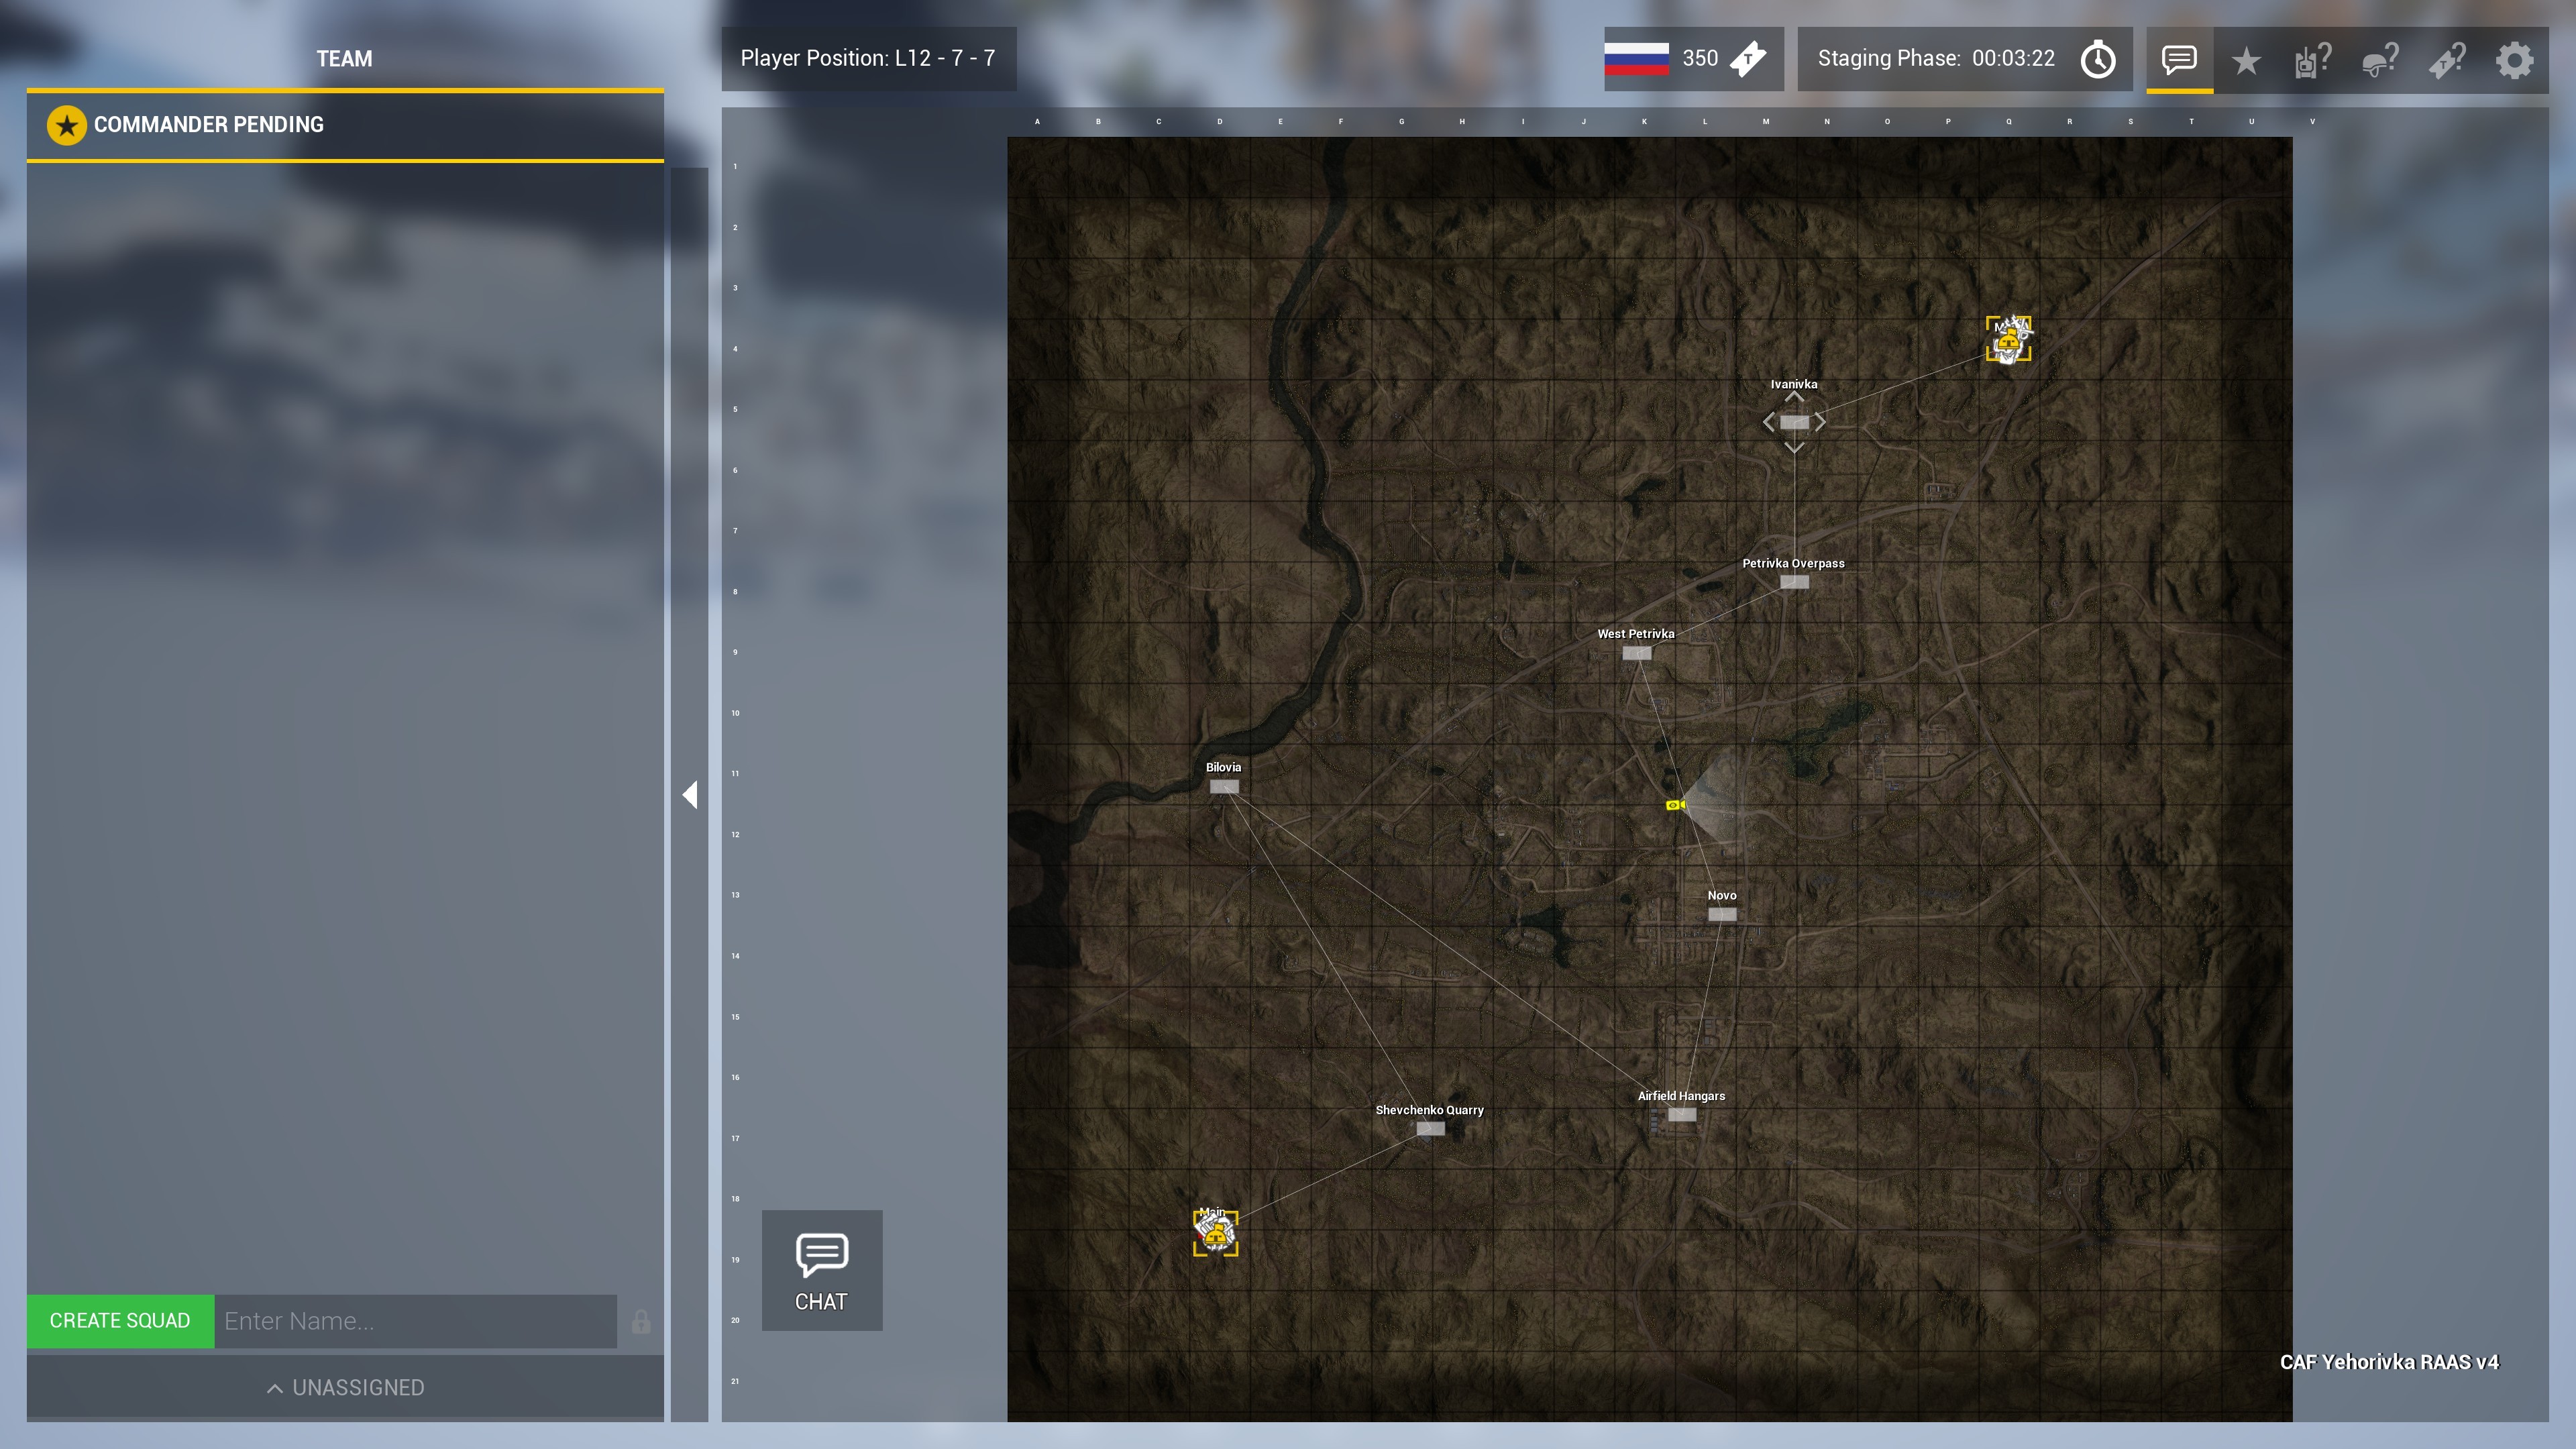 TEAM
Player Position: L12 - 7 - 7
350
T
Staging Phase: 00:03:22
COMMANDER PENDING
A B C D E F G H I J K L M N O P Q R S T U V
1
2
3
4
Ivanivka
5
6
7
Petrivka Overpass
8
West Petrivka
9
10
Bilovia
11
12
Novo
13
14
15
16
Airfield Hangars
Shevchenko Quarry
17
18
Main
19
CHAT
20
CREATE SQUAD
Enter Name...
CAF Yehorivka RAAS v4
21
UNASSIGNED